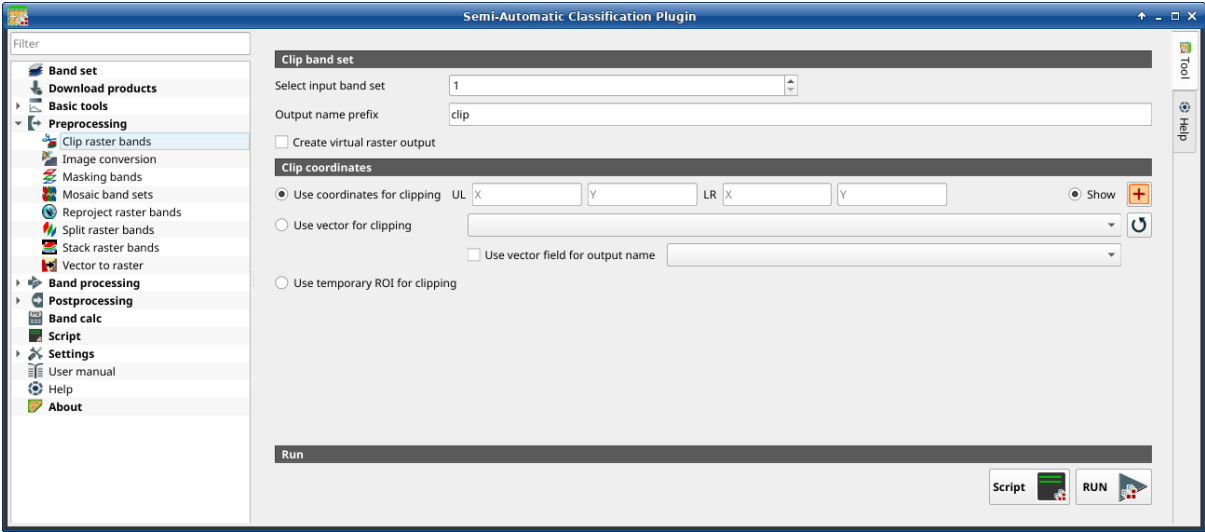 Semi-Automatic Classification Plugin
Filter
Band set
Download products
Basic tools
Preprocessing
Clip raster bands
Image conversion
Masking bands
Mosaic band sets
Reproject raster bands
Split raster bands
Stack raster bands
Vector to raster
Band processing
Postprocessing
Band calc
Script
Settings
User manual
Help
About
Clip band set
Select input band set 1
Output name prefix clip
Create virtual raster output
Clip coordinates
Use coordinates for clipping UL X Y LR X Y Show
Use vector for clipping
Use vector field for output name
Use temporary ROI for clipping
Run
Script RUN
Tool
Help